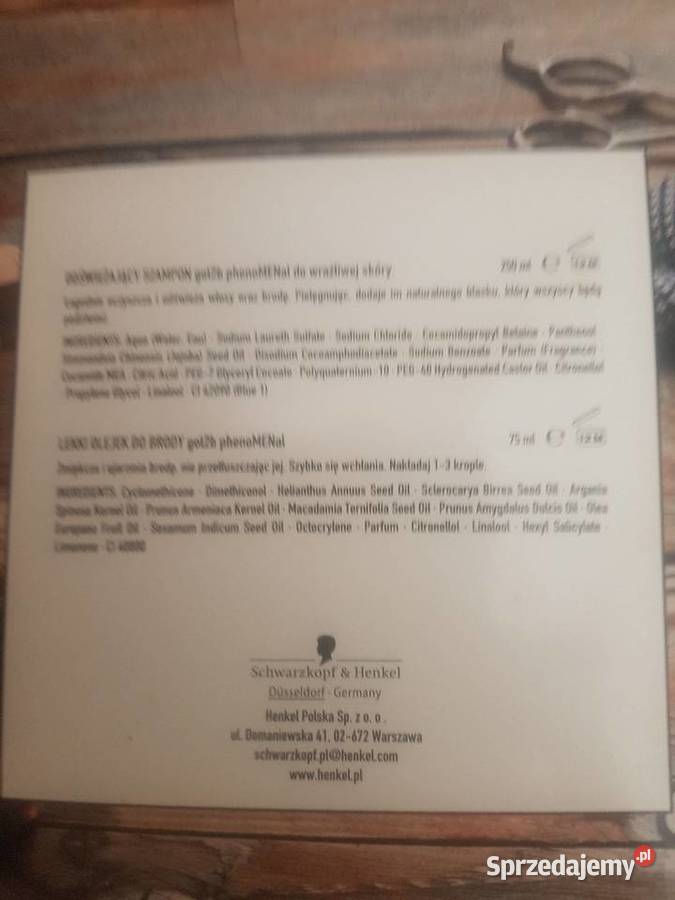 ODŚWIEŻAJĄCY SZAMPON got2b phenoMENal do wrażliwej skóry 250 ml 12 M
Łagodnie oczyszcza i odświeża włosy oraz brodę. Pielęgnując, dodaje im naturalnego blasku, który wszyscy będą
podziwiać.
INGREDIENTS: Aqua (Water, Eau) · Sodium Laureth Sulfate · Sodium Chloride · Cocamidopropyl Betaine · Panthenol ·
Simmondsia Chinensis (Jojoba) Seed Oil · Disodium Cocoamphodiacetate · Sodium Benzoate · Parfum (Fragrance) ·
Citric Acid · PEG-7 Glyceryl Cocoate · Polyquaternium-10 · PEG-40 Hydrogenated Castor Oil · Citronellol
· Propylene Glycol · Linalool · CI 42090 (Blue 1)
LEKKI OLEJEK DO BRODY got2b phenoMENal 75 ml 12 M
Zmiękcza i ujarzmia brodę, nie przetłuszczając jej. Szybko się wchłania. Nakładaj 1-3 krople.
INGREDIENTS: Cyclomethicone · Dimethiconol · Helianthus Annuus Seed Oil · Sclerocarya Birrea Seed Oil · Argania
Spinosa Kernel Oil · Prunus Armeniaca Kernel Oil · Macadamia Ternifolia Seed Oil · Prunus Amygdalus Dulcis Oil · Olea
Europaea Fruit Oil · Sesamum Indicum Seed Oil · Octocrylene · Parfum · Citronellol · Linalool · Hexyl Salicylate ·
Limonene · CI
Schwarzkopf & Henkel
Düsseldorf · Germany
Henkel Polska Sp. z o. o.
ul. Domaniewska 41, 02-672 Warszawa
schwarzkopf.pl@henkel.com
www.henkel.pl
Sprzedajemy.pl